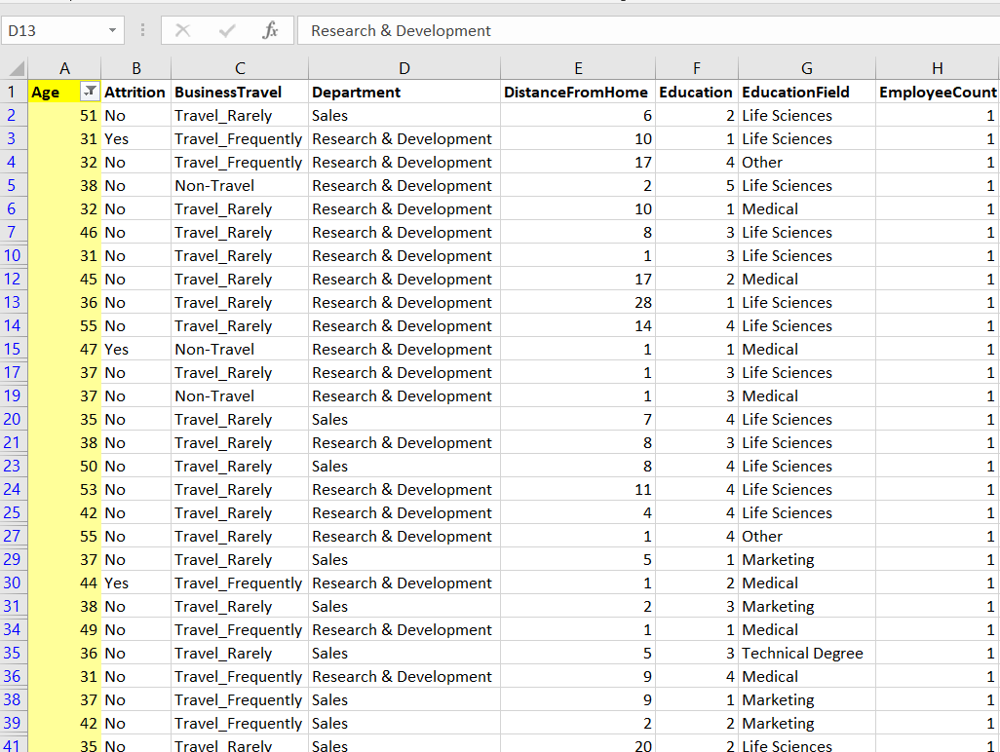 D13 fx Research & Development
A B C D E F G H
1 Age Attrition BusinessTravel Department DistanceFromHome Education EducationField EmployeeCount
2 51 No Travel_Rarely Sales 6 2 Life Sciences 1
3 31 Yes Travel_Frequently Research & Development 10 1 Life Sciences 1
4 32 No Travel_Frequently Research & Development 17 4 Other 1
5 38 No Non-Travel Research & Development 2 5 Life Sciences 1
6 32 No Travel_Rarely Research & Development 10 1 Medical 1
7 46 No Travel_Rarely Research & Development 8 3 Life Sciences 1
10 31 No Travel_Rarely Research & Development 1 3 Life Sciences 1
12 45 No Travel_Rarely Research & Development 17 2 Medical 1
13 36 No Travel_Rarely Research & Development 28 1 Life Sciences 1
14 55 No Travel_Rarely Research & Development 14 4 Life Sciences 1
15 47 Yes Non-Travel Research & Development 1 1 Medical 1
17 37 No Travel_Rarely Research & Development 1 3 Life Sciences 1
19 37 No Non-Travel Research & Development 1 3 Medical 1
20 35 No Travel_Rarely Sales 7 4 Life Sciences 1
21 38 No Travel_Rarely Research & Development 8 3 Life Sciences 1
23 50 No Travel_Rarely Sales 8 4 Life Sciences 1
24 53 No Travel_Rarely Research & Development 11 4 Life Sciences 1
25 42 No Travel_Rarely Research & Development 4 4 Life Sciences 1
27 55 No Travel_Rarely Research & Development 1 4 Other 1
29 37 No Travel_Rarely Sales 5 1 Marketing 1
30 44 Yes Travel_Frequently Research & Development 1 2 Medical 1
31 38 No Travel_Rarely Sales 2 3 Marketing 1
34 49 No Travel_Frequently Research & Development 1 1 Medical 1
35 36 No Travel_Rarely Sales 5 3 Technical Degree 1
36 31 No Travel_Frequently Research & Development 9 4 Medical 1
38 37 No Travel_Frequently Sales 9 1 Marketing 1
39 42 No Travel_Frequently Sales 2 2 Marketing 1
41 35 No Travel_Rarely Sales 20 2 Life Sciences 1